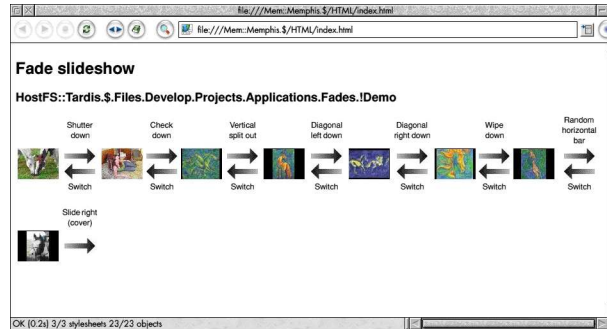 file:///Mem::Memphis.$/HTML/index.html
file:///Mem::Memphis.$/HTML/index.html
Fade slideshow
HostFS::Tardis.$.Files.Develop.Projects.Applications.Fades.!Demo
Shutter
down
Check
down
Vertical
split out
Diagonal
left down
Diagonal
right down
Wipe
down
Random
horizontal
bar
Switch
Switch
Switch
Switch
Switch
Switch
Switch
Slide right
(cover)
OK (0.2s) 3/3 stylesheets 23/23 objects